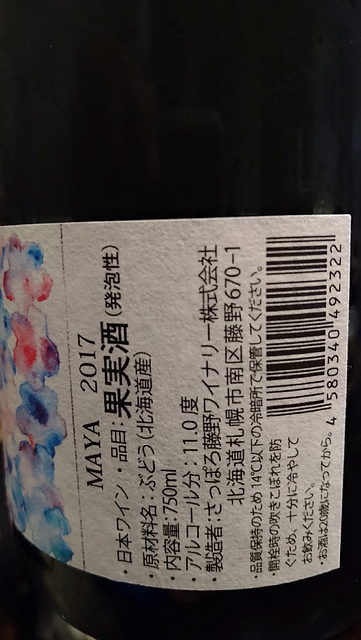 MAYA 2017
・日本ワイン・品目：果実酒（発泡性）
・原材料名：ぶどう（北海道産）
・内容量：750ml
・アルコール分：11.0度
・製造者：さっぽろ藤野ワイナリー株式会社
北海道札幌市南区藤野670-1
・品質保持のため14℃以下の冷暗所で保管してください。
・開栓時の吹きこぼれを防
ぐため、十分に冷やして
お飲みください。
・お酒は20歳になってから。
4 580340 492322